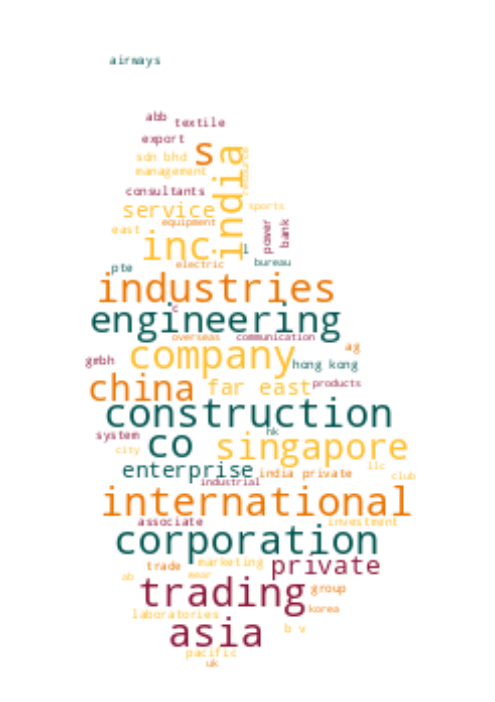 airways
abb
textile
export
s
sdn bhd
india
resource
management
consultants
service
sports
equipment
east
inc
power
bank
l
pte
electric
bureau
industries
c
engineering
overseas
communication
company
ag
gmbh
hong kong
china
far east
products
construction
system
hk
co
singapore
city
enterprise
india private
llc
club
industrial
international
associate
investment
corporation
trade
marketing
private
ab
near
trading
group
korea
laboratories
asia
b v
pacific
uk